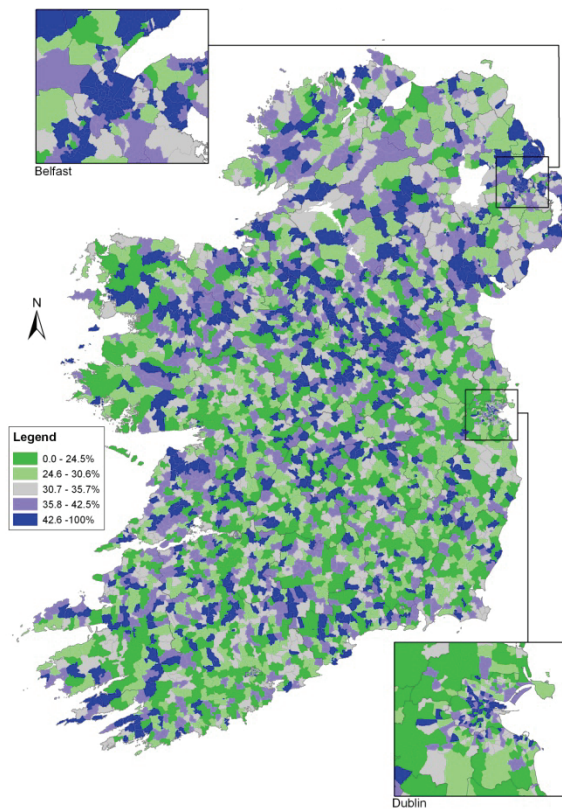 Belfast
N
Legend
0.0 - 24.5%
24.6 - 30.6%
30.7 - 35.7%
35.8 - 42.5%
42.6 -100%
Dublin